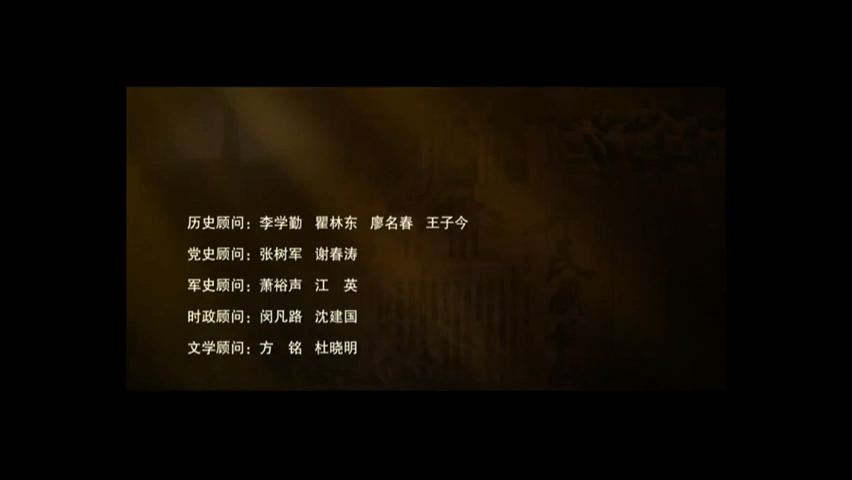 历史顾问：李学勤 瞿林东 廖名春 王子今
党史顾问：张树军 谢春涛
军史顾问：萧裕声 江 英
时政顾问：闵凡路 沈建国
文学顾问：方 铭 杜晓明